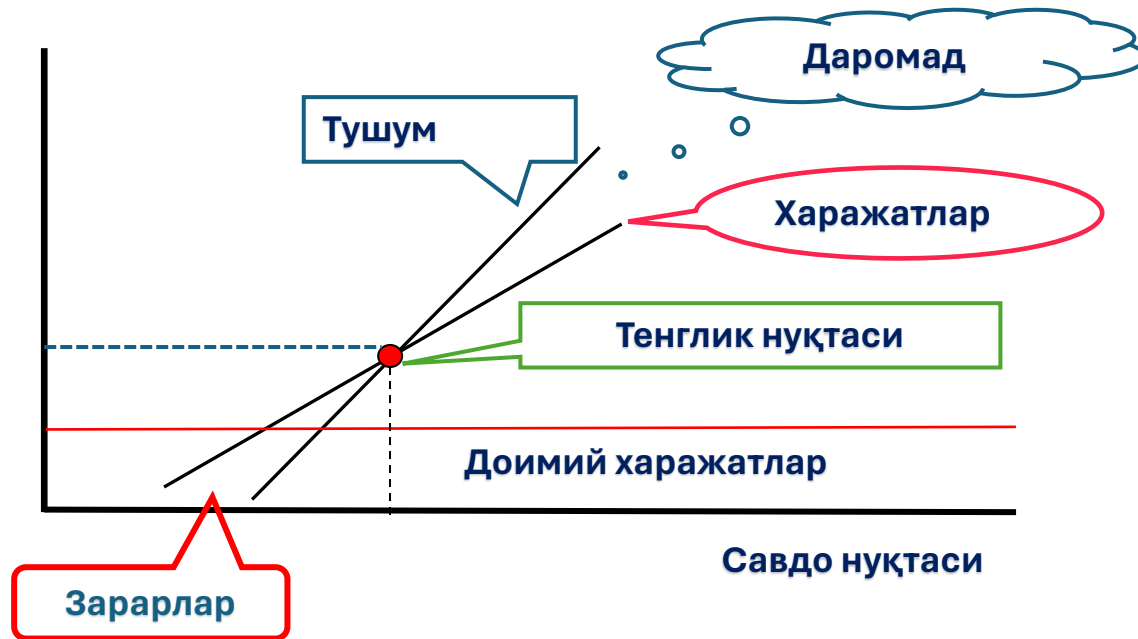 Даромад
Тушум
Харажатлар
Тенглик нуқтаси
Доимий харажатлар
Савдо нуқтаси
Зарарлар